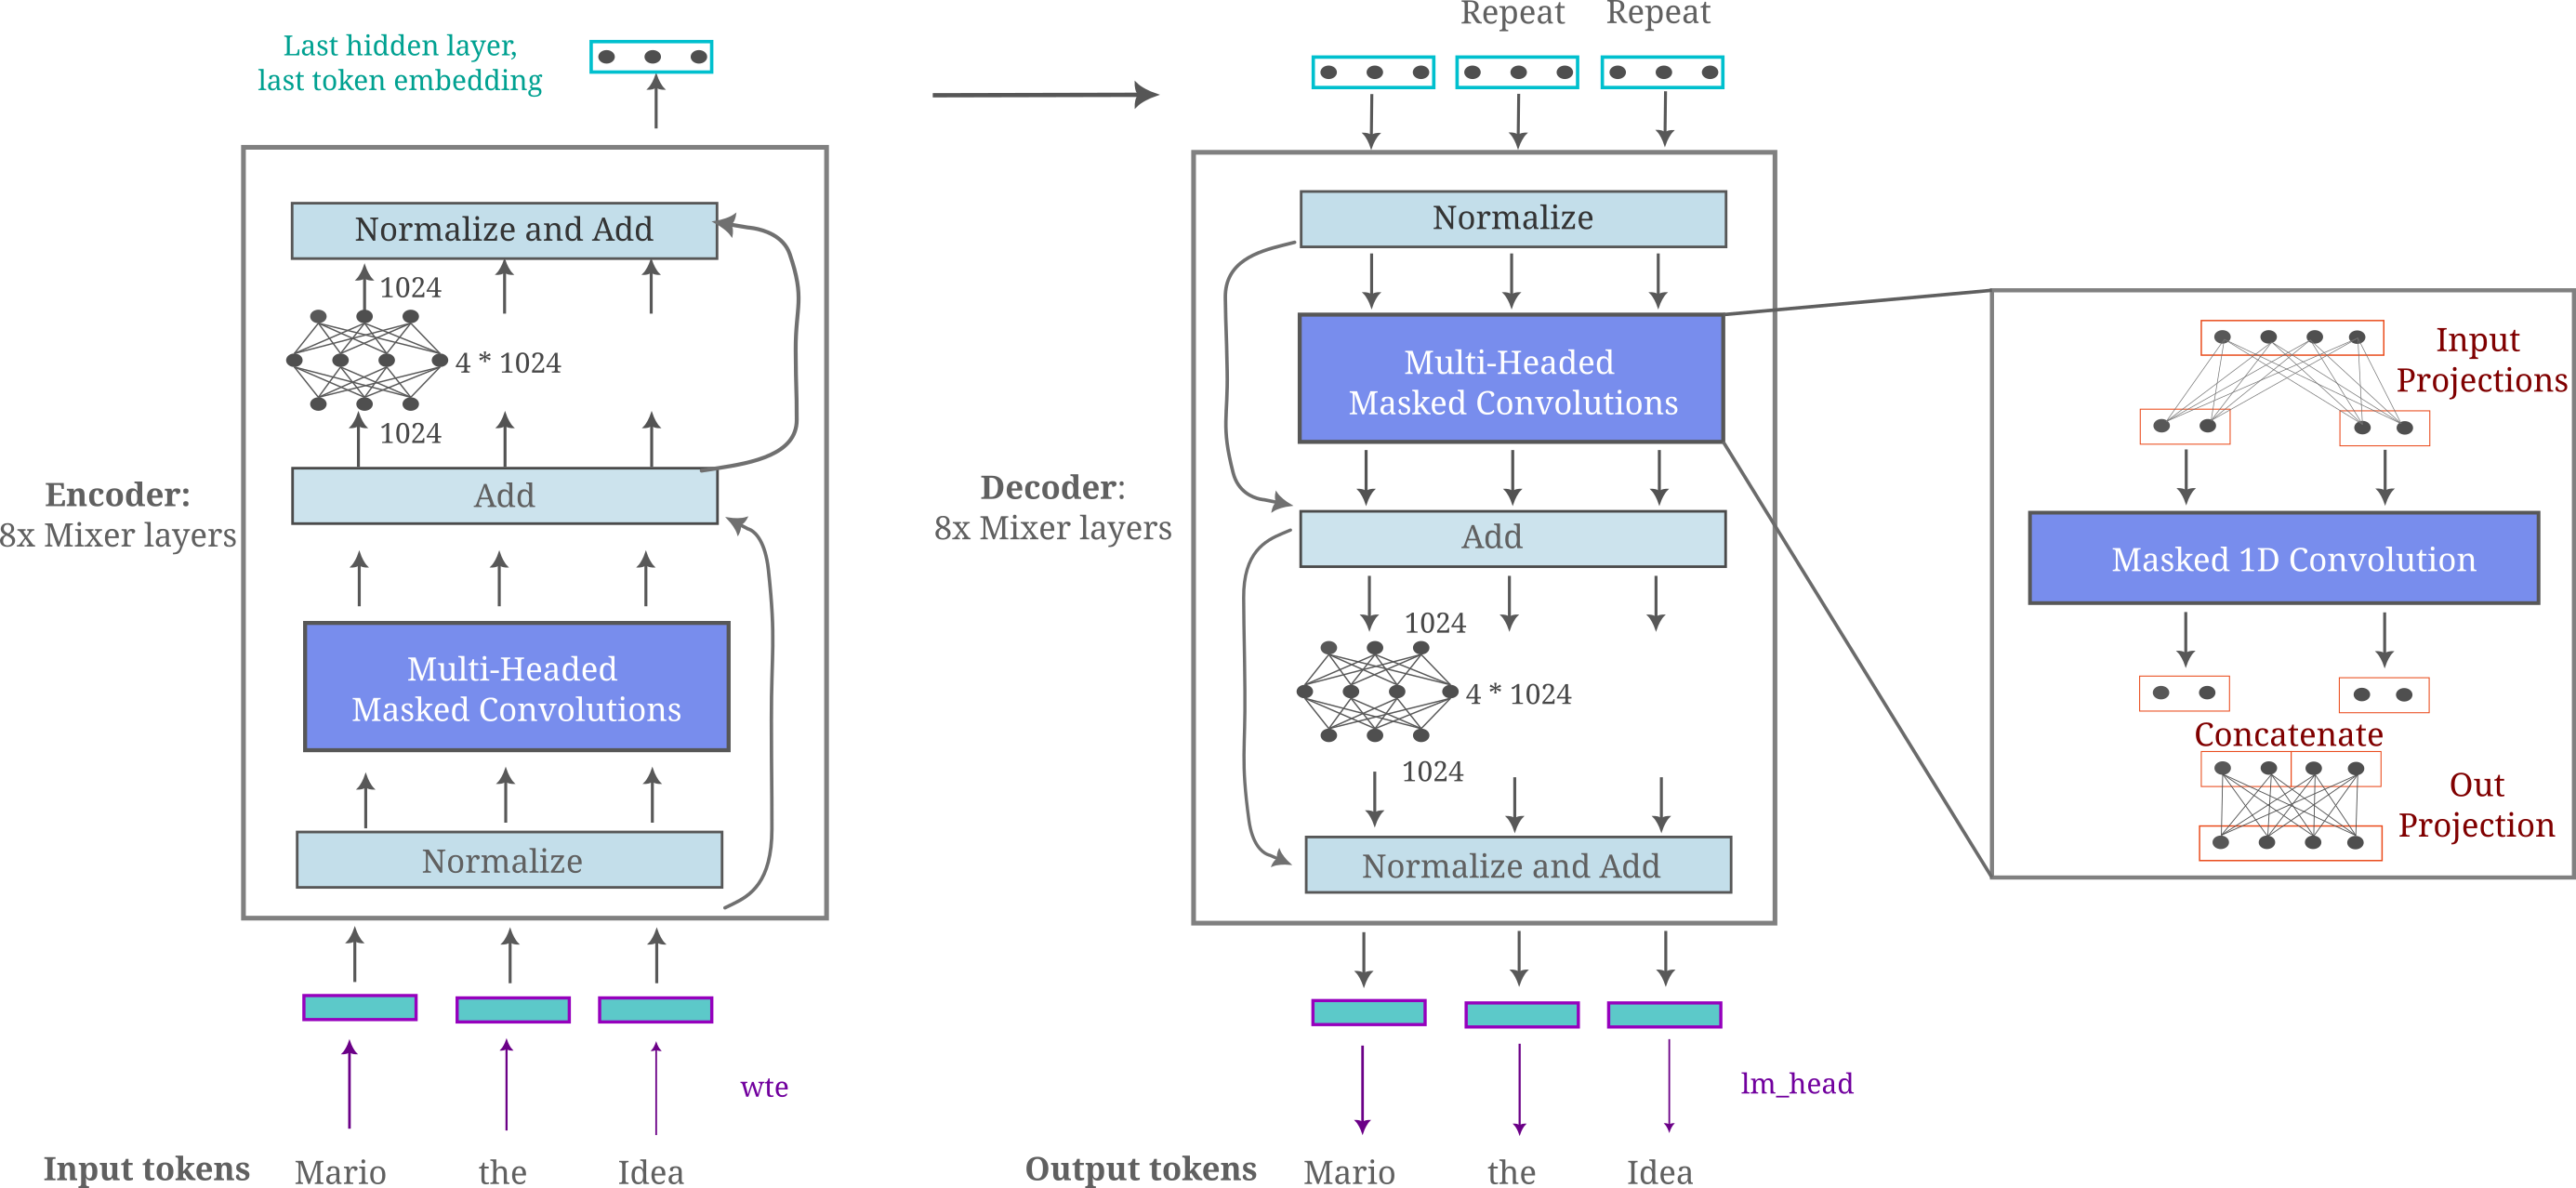 Last hidden layer,
last token embedding
Normalize and Add
1024
4 * 1024
1024
Add
Encoder:
8x Mixer layers
Multi-Headed
Masked Convolutions
Normalize
wte
Input tokens
Mario
the
Idea
Repeat
Repeat
Normalize
Multi-Headed
Masked Convolutions
Decoder:
8x Mixer layers
Add
1024
4 * 1024
1024
Normalize and Add
lm_head
Output tokens
Mario
the
Idea
Input
Projections
Masked 1D Convolution
Concatenate
Out
Projection